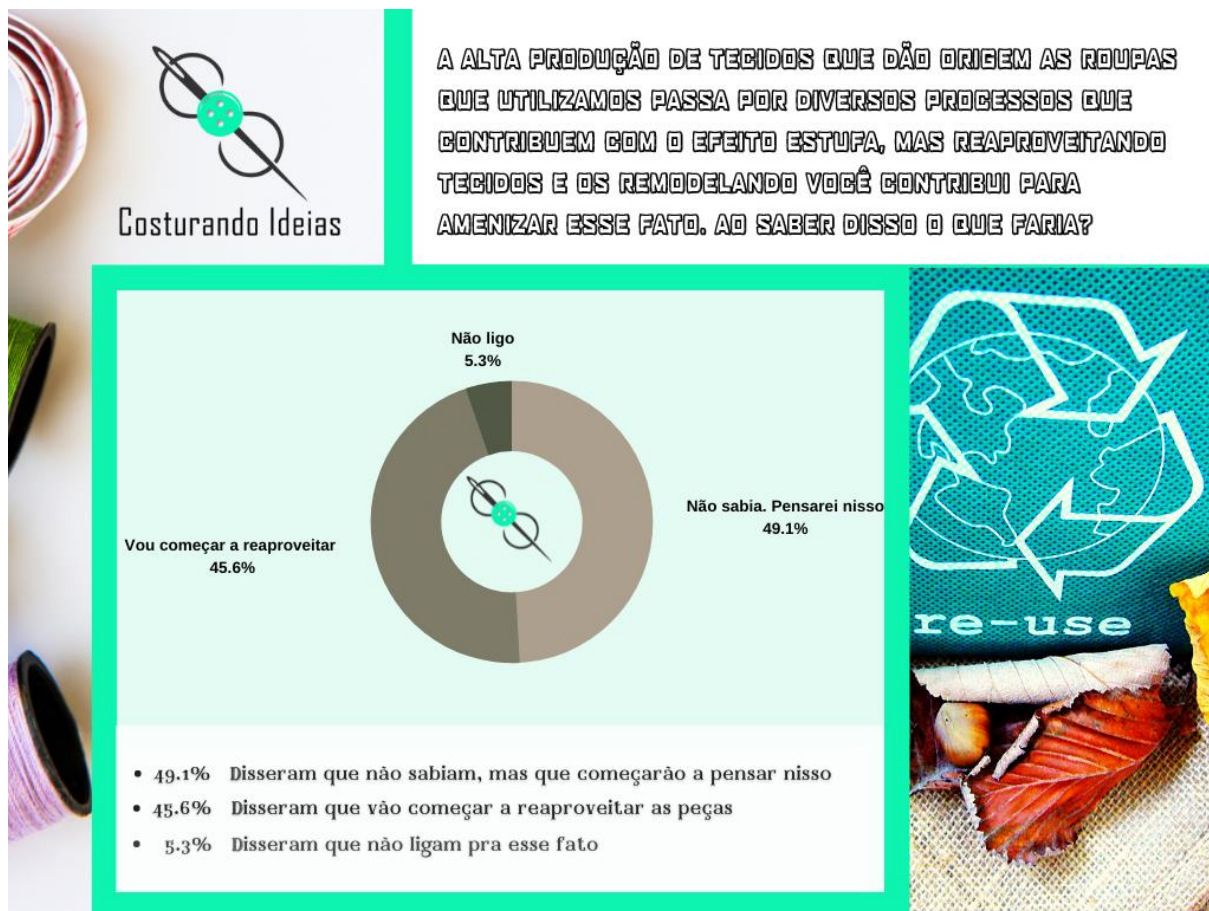 Costurando Ideias
A ALTA PRODUÇÃO DE TECIDOS QUE DÃO ORIGEM AS ROUPAS
QUE UTILIZAMOS PASSA POR DIVERSOS PROCESSOS QUE
CONTRIBUEM COM O EFEITO ESTUFA, MAS REAPROVEITANDO
TECIDOS E OS REMODELANDO VOCÊ CONTRIBUI PARA
AMENIZAR ESSE FATO. AO SABER DISSO O QUE FARIA?
Não ligo
5.3%
Não sabia. Pensarei nisso
49.1%
Vou começar a reaproveitar
45.6%
re-use
• 49.1% Disseram que não sabiam, mas que começarão a pensar nisso
• 45.6% Disseram que vão começar a reaproveitar as peças
• 5.3% Disseram que não ligam pra esse fato